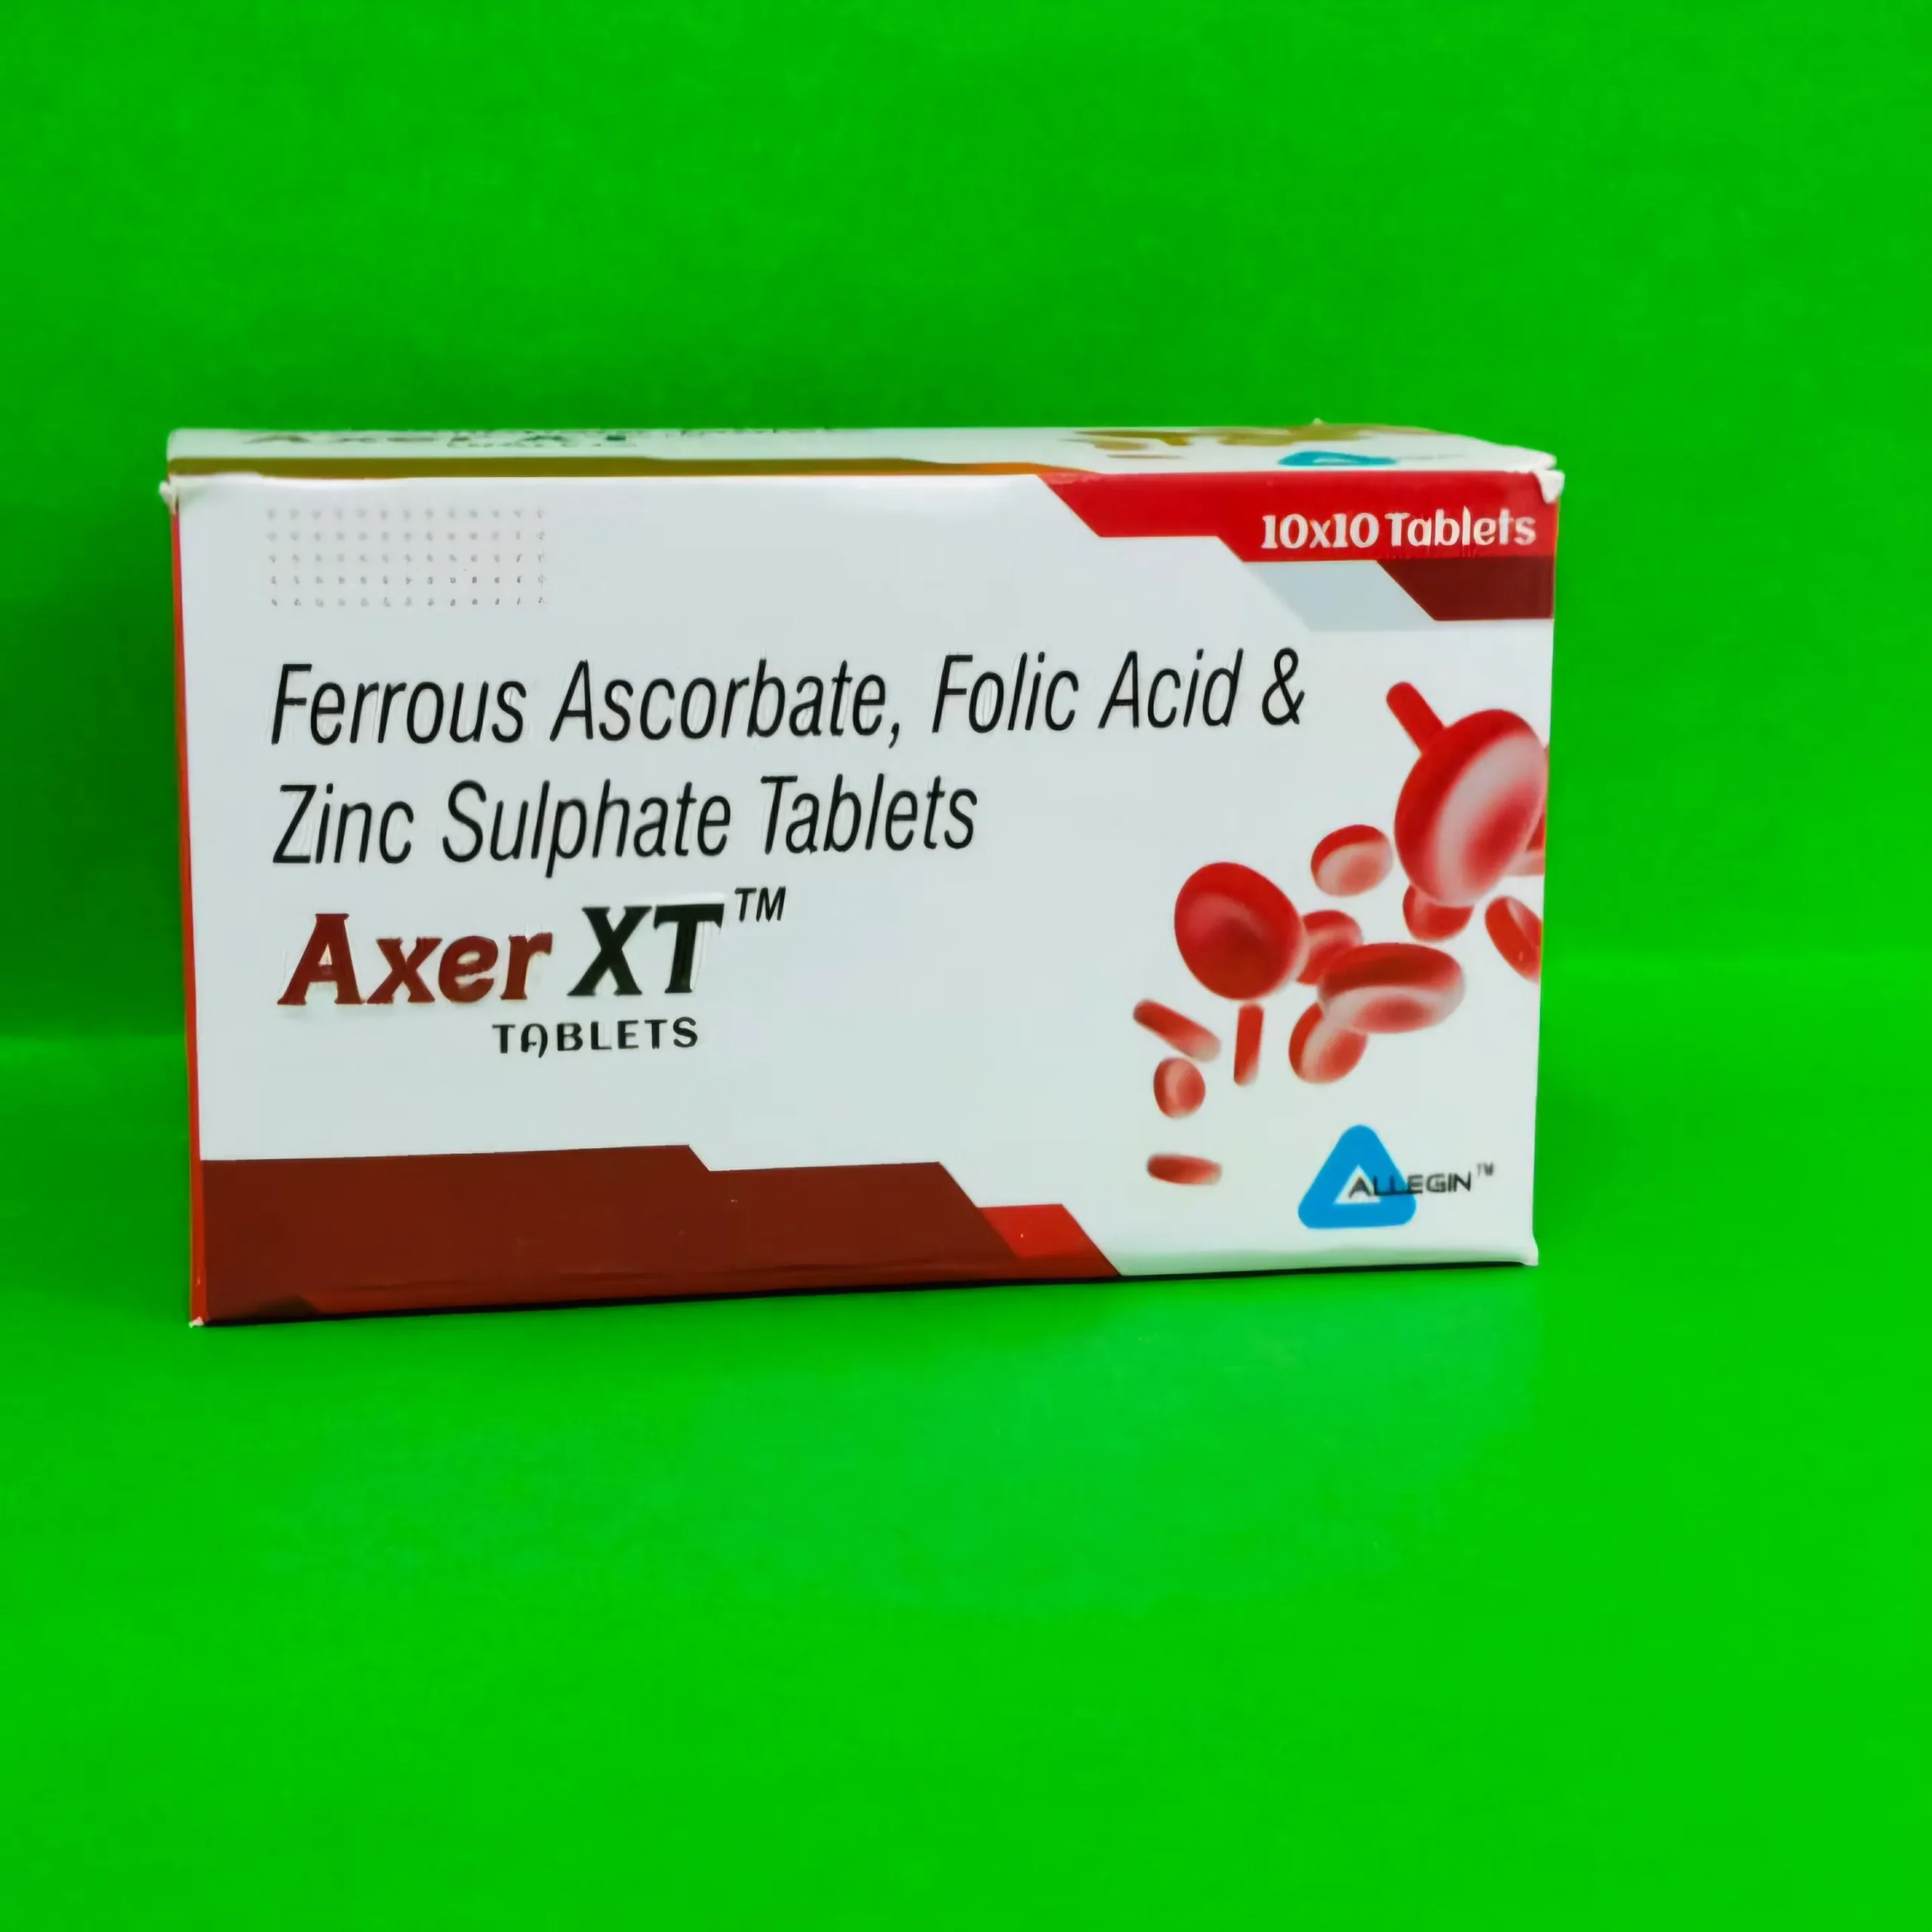 10x10 Tablets
Ferrous Ascorbate, Folic Acid &
Zinc Sulphate Tablets
Axer XT™
TABLETS
ALLEGIN™